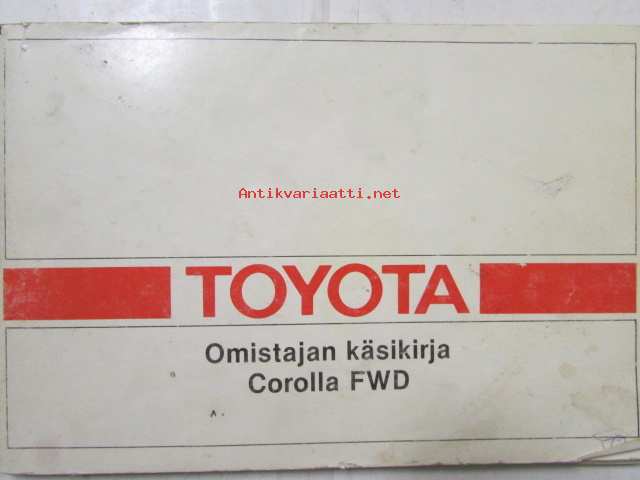 Antikvariaatti.net
TOYOTA
Omistajan käsikirja
Corolla FWD